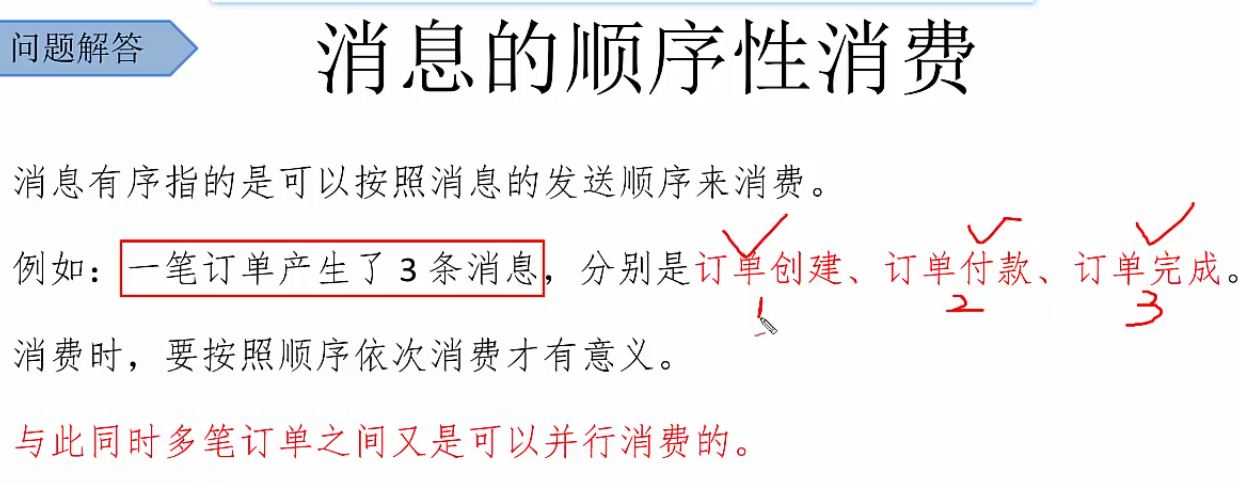 问题解答
消息的顺序性消费
消息有序指的是可以按照消息的发送顺序来消费。
例如：一笔订单产生了 3 条消息，分别是订单创建、订单付款、订单完成。
1 2 3
消费时，要按照顺序依次消费才有意义。
与此同时多笔订单之间又是可以并行消费的。